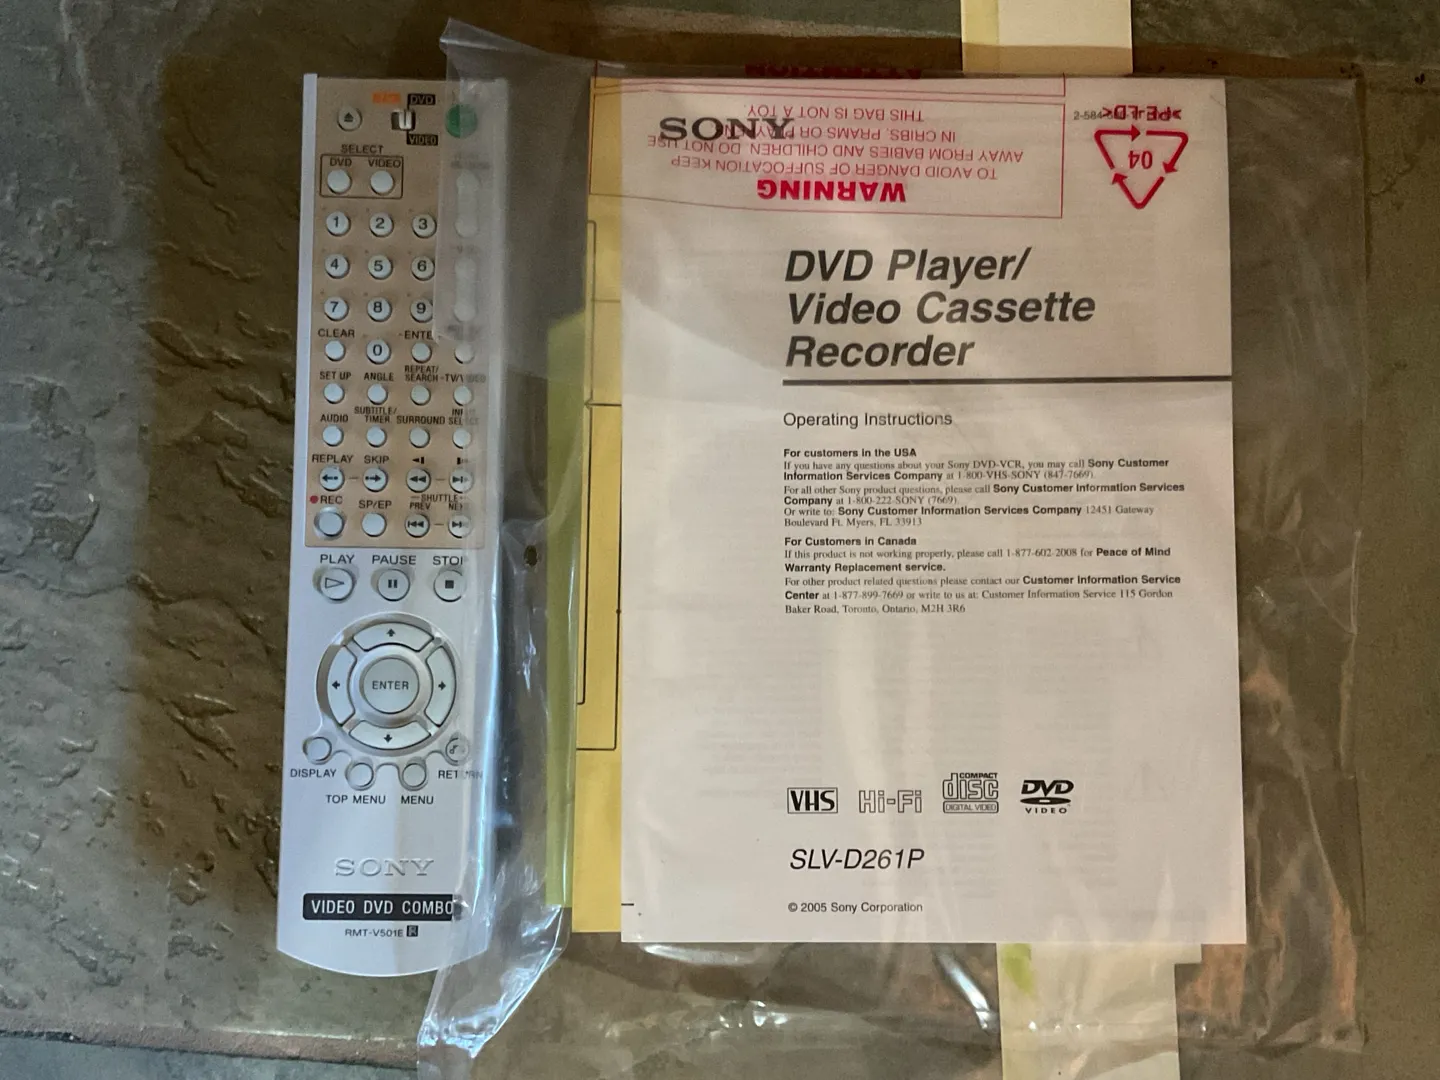 DVD
VIDEO
SELECT
DVD VIDEO
1 2 3
4 5 6
7 8 9
CLEAR
0
SET UP ANGLE REPEAT/
SEARCH
AUDIO SUBTITLE/
TIMER SURROUND
REPLAY SKIP
SHUTTLE
REC SP/EP PREV
PLAY PAUSE
ENTER
DISPLAY
TOP MENU MENU
SONY
VIDEO DVD COMBO
RMT-V501E
WARNING
TO AVOID DANGER OF SUFFOCATION KEEP
AWAY FROM BABIES AND CHILDREN. DO NOT USE
IN CRIBS, PRAMS OR
THIS BAG IS NOT A TOY.
04
>PE-LD<
SONY
DVD Player/
Video Cassette
Recorder
Operating Instructions
For customers in the USA
If you have any questions about your Sony DVD-VCR, you may call Sony Customer
Information Services Company at 1-800-VHS-SONY (847-7669).
For all other Sony product questions, please call Sony Customer Information Services
Company at 1-800-222-SONY (7669)
Or write to: Sony Customer Information Services Company 12451 Gateway
Boulevard Ft. Myers, FL 33913
For Customers in Canada
If this product is not working properly, please call 1-877-602-2008 for Peace of Mind
Warranty Replacement service.
For other product related questions please contact our Customer Information Service
Center at 1-877-899-7669 or write to us at: Customer Information Service 115 Gordon
Baker Road, Toronto, Ontario, M2H 3R6
VHS Hi-Fi COMPACT
disc
DIGITAL VIDEO DVD
VIDEO
SLV-D261P
© 2005 Sony Corporation